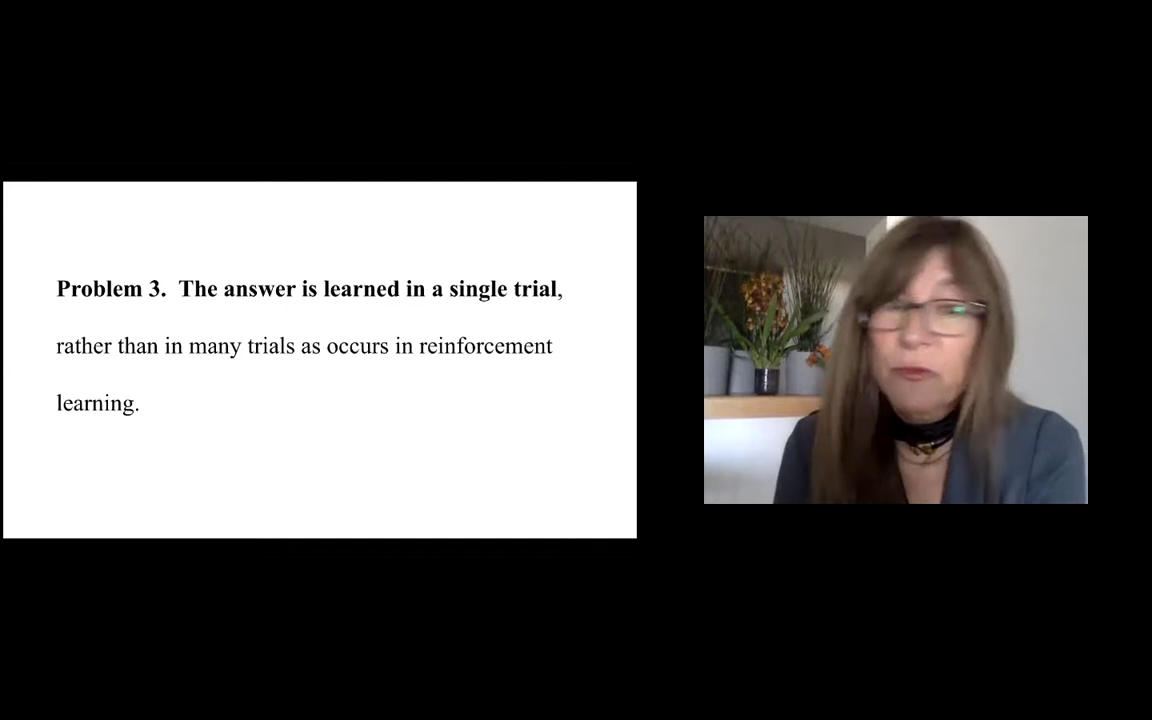 Problem 3.  The answer is learned in a single trial,
rather than in many trials as occurs in reinforcement
learning.